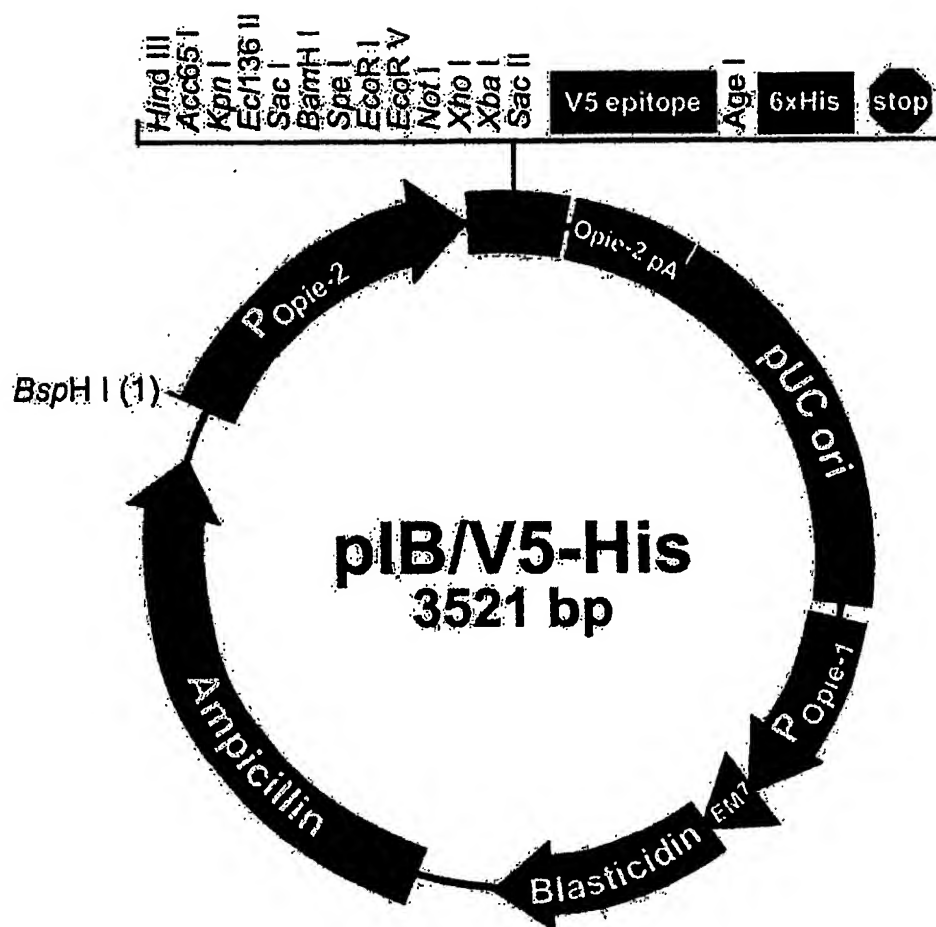 Hind III
Acc65 I
Kpn I
Ecl136 II
Sac I
BamH I
Spe I
EcoR I
EcoR V
Not I
Xho I
Xba I
Sac II
V5 epitope
Age I
6xHis
stop
P Opie-2
Opie-2 pA
pUC ori
BspH I (1)
pIB/V5-His
3521 bp
P Opie-1
EM7
Blasticidin
Ampicillin